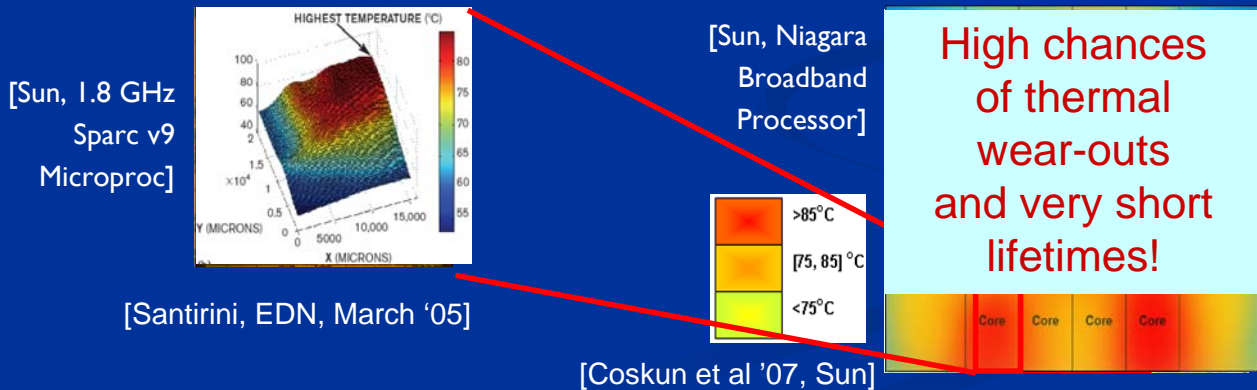 [Sun, 1.8 GHz
Sparc v9
Microproc]
HIGHEST TEMPERATURE (°C)
100
80
60
40
2
1.5
×10⁴
1
0.5
0
Y (MICRONS)
0
5000
10,000
15,000
X (MICRONS)
80
75
70
65
60
55
[Santirini, EDN, March ‘05]
[Sun, Niagara
Broadband
Processor]
>85°C
[75, 85] °C
<75°C
[Coskun et al ’07, Sun]
High chances
of thermal
wear-outs
and very short
lifetimes!
Core Core Core Core